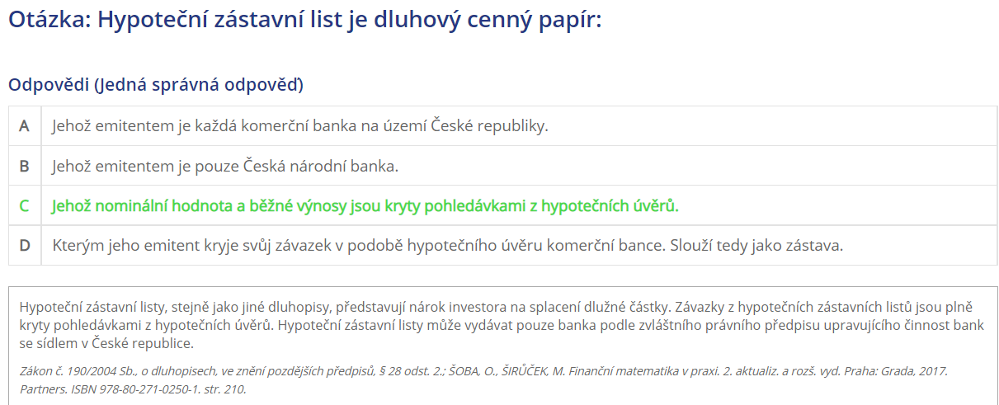 Otázka: Hypoteční zástavní list je dluhový cenný papír:
Odpovědi (Jedná správná odpověď)
A Jehož emitentem je každá komerční banka na území České republiky.
B Jehož emitentem je pouze Česká národní banka.
C Jehož nominální hodnota a běžné výnosy jsou kryty pohledávkami z hypotečních úvěrů.
D Kterým jeho emitent kryje svůj závazek v podobě hypotečního úvěru komerční bance. Slouží tedy jako zástava.
Hypoteční zástavní listy, stejně jako jiné dluhopisy, představují nárok investora na splacení dlužné částky. Závazky z hypotečních zástavních listů jsou plně
kryty pohledávkami z hypotečních úvěrů. Hypoteční zástavní listy může vydávat pouze banka podle zvláštního právního předpisu upravujícího činnost bank
se sídlem v České republice.
Zákon č. 190/2004 Sb., o dluhopisech, ve znění pozdějších předpisů, § 28 odst. 2.; ŠOBA, O., ŠIRŮČEK, M. Finanční matematika v praxi. 2. aktualiz. a rozš. vyd. Praha: Grada, 2017.
Partners. ISBN 978-80-271-0250-1. str. 210.